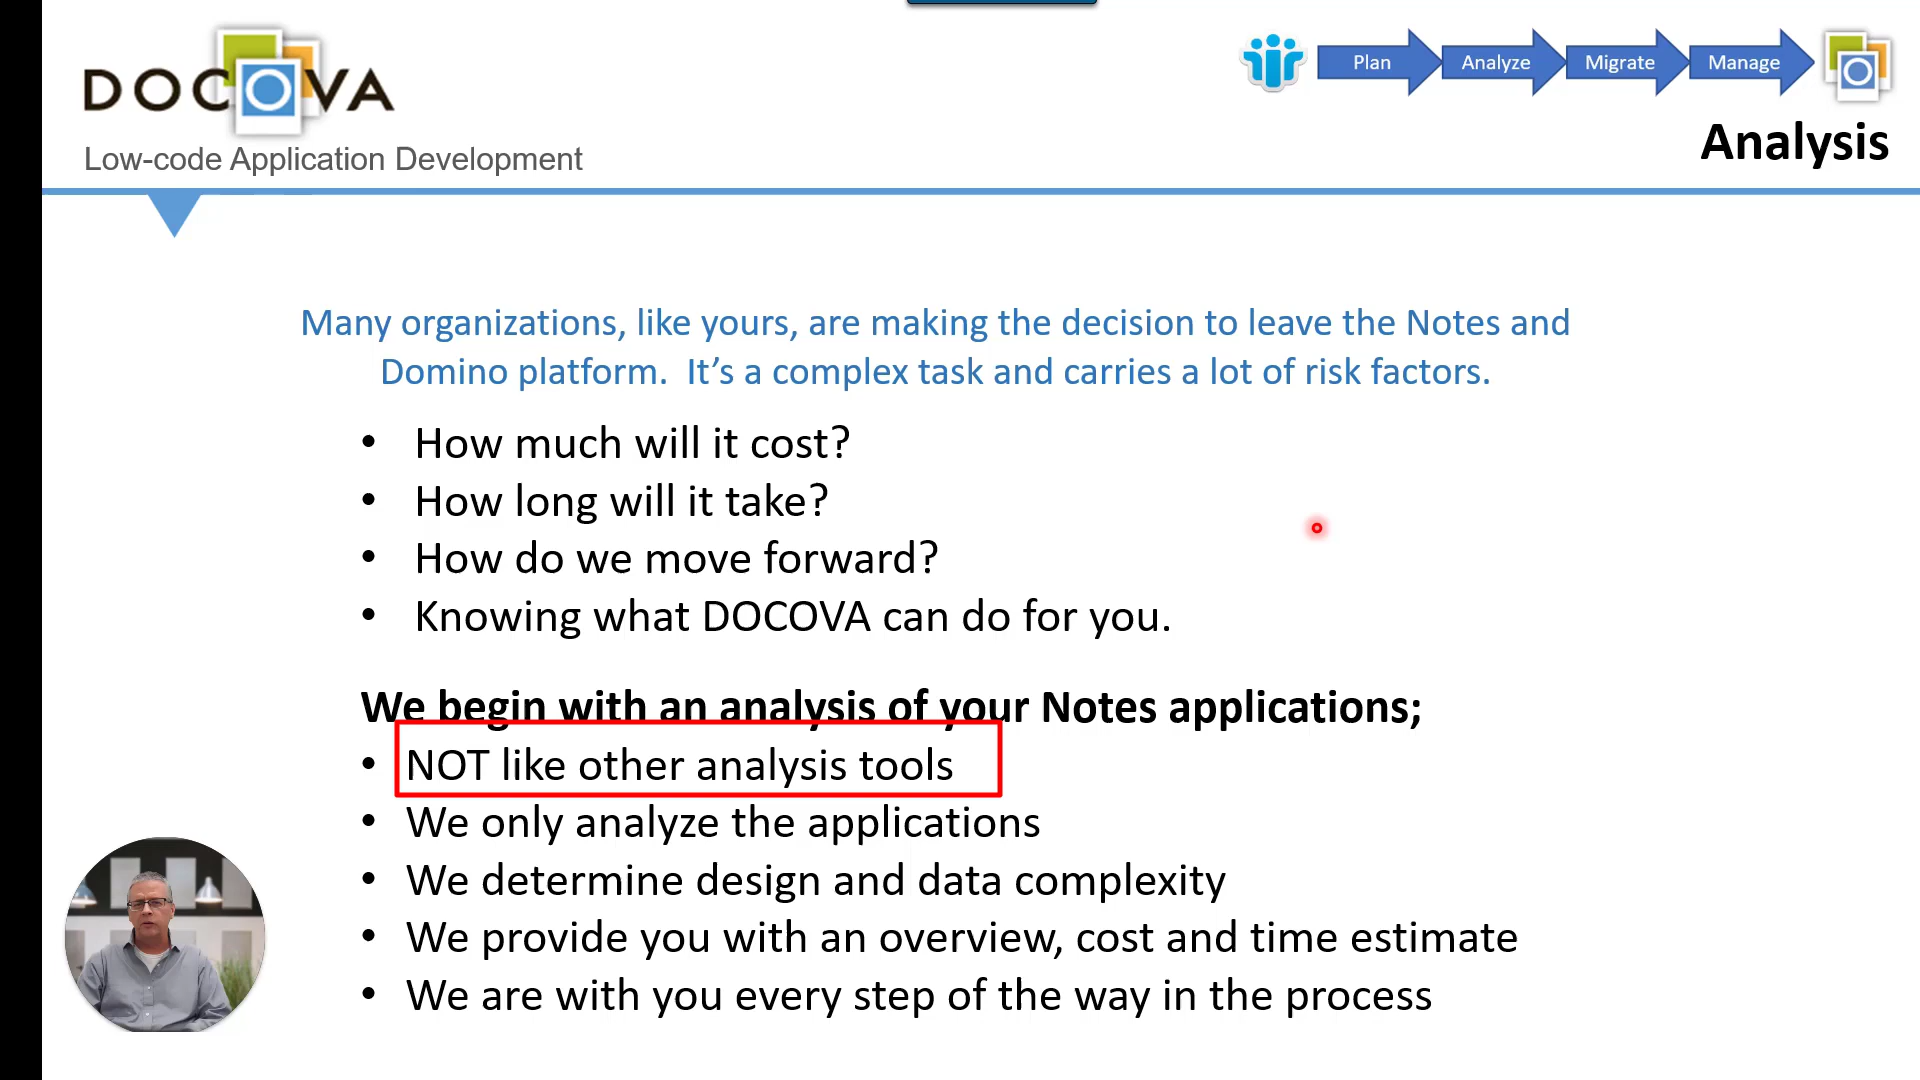 DOCOVA
Low-code Application Development
Plan
Analyze
Migrate
Manage
Analysis
Many organizations, like yours, are making the decision to leave the Notes and
Domino platform.  It’s a complex task and carries a lot of risk factors.
• How much will it cost?
• How long will it take?
• How do we move forward?
• Knowing what DOCOVA can do for you.
We begin with an analysis of your Notes applications;
• NOT like other analysis tools
• We only analyze the applications
• We determine design and data complexity
• We provide you with an overview, cost and time estimate
• We are with you every step of the way in the process